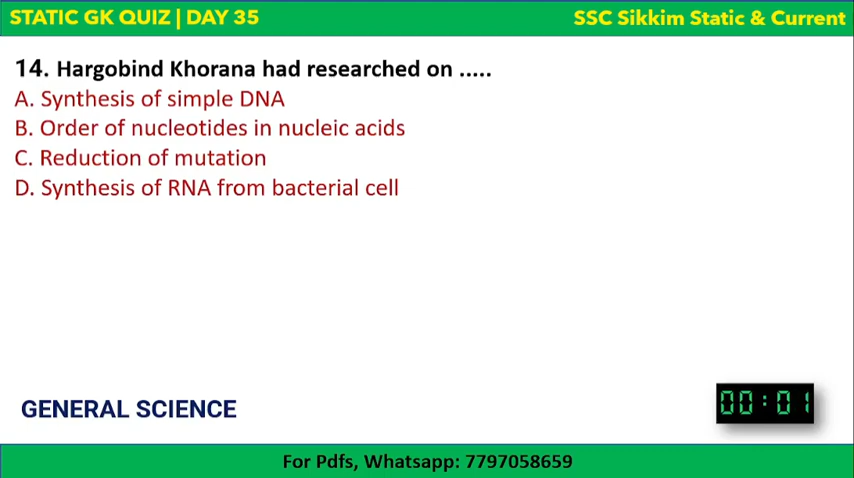 STATIC GK QUIZ | DAY 35
SSC Sikkim Static & Current
14. Hargobind Khorana had researched on .....
A. Synthesis of simple DNA
B. Order of nucleotides in nucleic acids
C. Reduction of mutation
D. Synthesis of RNA from bacterial cell
GENERAL SCIENCE
00:01
For Pdfs, Whatsapp: 7797058659